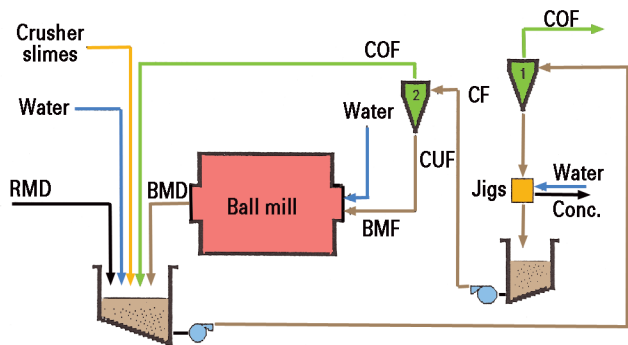 Crusher
slimes
COF
COF
Water
2
1
CF
Water
RMD
BMD
Ball mill
CUF
BMF
Jigs
Water
Conc.